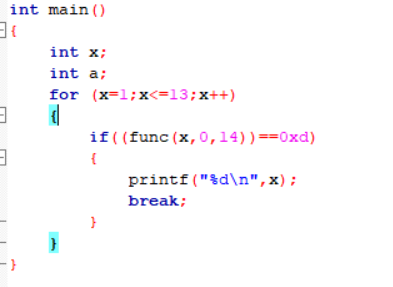 int main()
{
    int x;
    int a;
    for (x=1;x<=13;x++)
    {
        if((func(x,0,14))==0xd)
        {
            printf("%d\n",x);
            break;
        }
    }
}